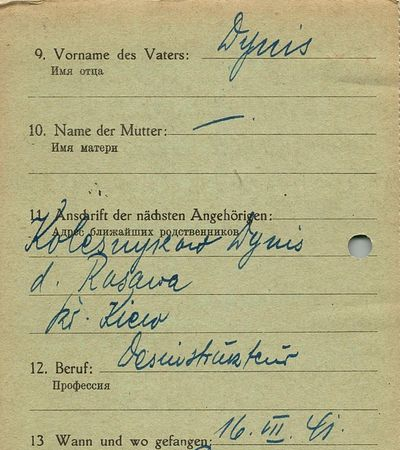 9. Vorname des Vaters: Dynis
Имя отца
10. Name der Mutter: —
Имя матери
11. Anschrift der nächsten Angehörigen:
Адрес ближайших родственников
Kolesnykow Dynis
d. Rasawa
kr. Kiew
12. Beruf: Desinstrukteur
Профессия
13 Wann und wo gefangen: 16. VII. 41.